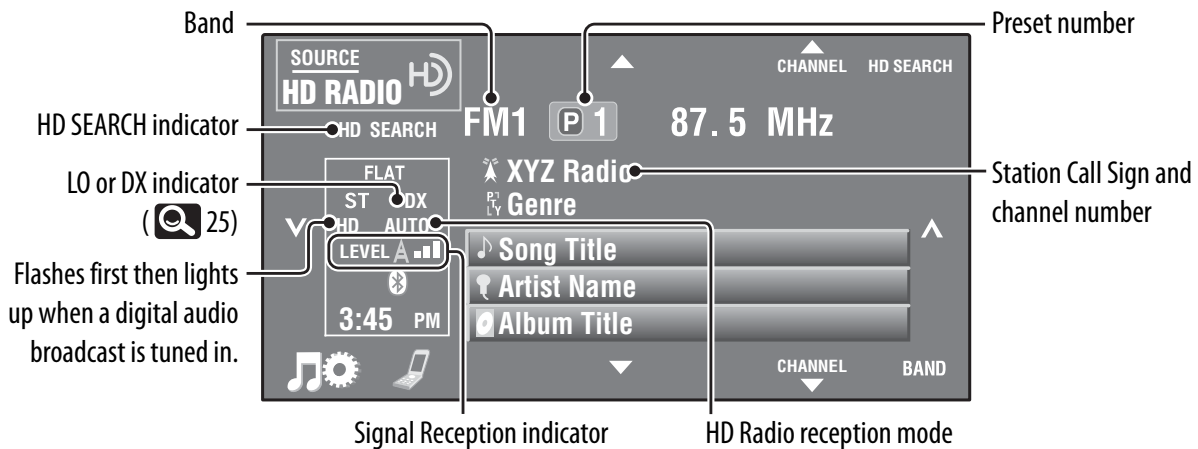 Band
Preset number
SOURCE
HD RADIO HD
CHANNEL HD SEARCH
HD SEARCH indicator
HD SEARCH
FM1 P 1 87.5 MHz
LO or DX indicator
( 25)
FLAT
ST DX
HD AUTO
LEVEL
3:45 PM
XYZ Radio
PTY Genre
Station Call Sign and
channel number
Song Title
Artist Name
Album Title
Flashes first then lights
up when a digital audio
broadcast is tuned in.
CHANNEL BAND
Signal Reception indicator
HD Radio reception mode